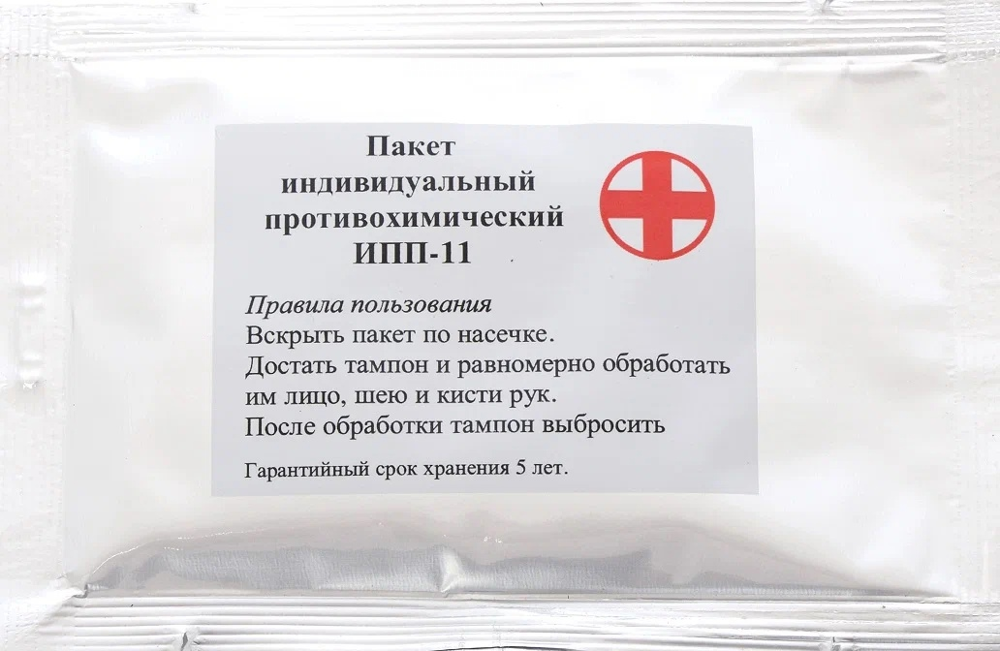 Пакет
индивидуальный
противохимический
ИПП-11
Правила пользования
Вскрыть пакет по насечке.
Достать тампон и равномерно обработать
им лицо, шею и кисти рук.
После обработки тампон выбросить
Гарантийный срок хранения 5 лет.